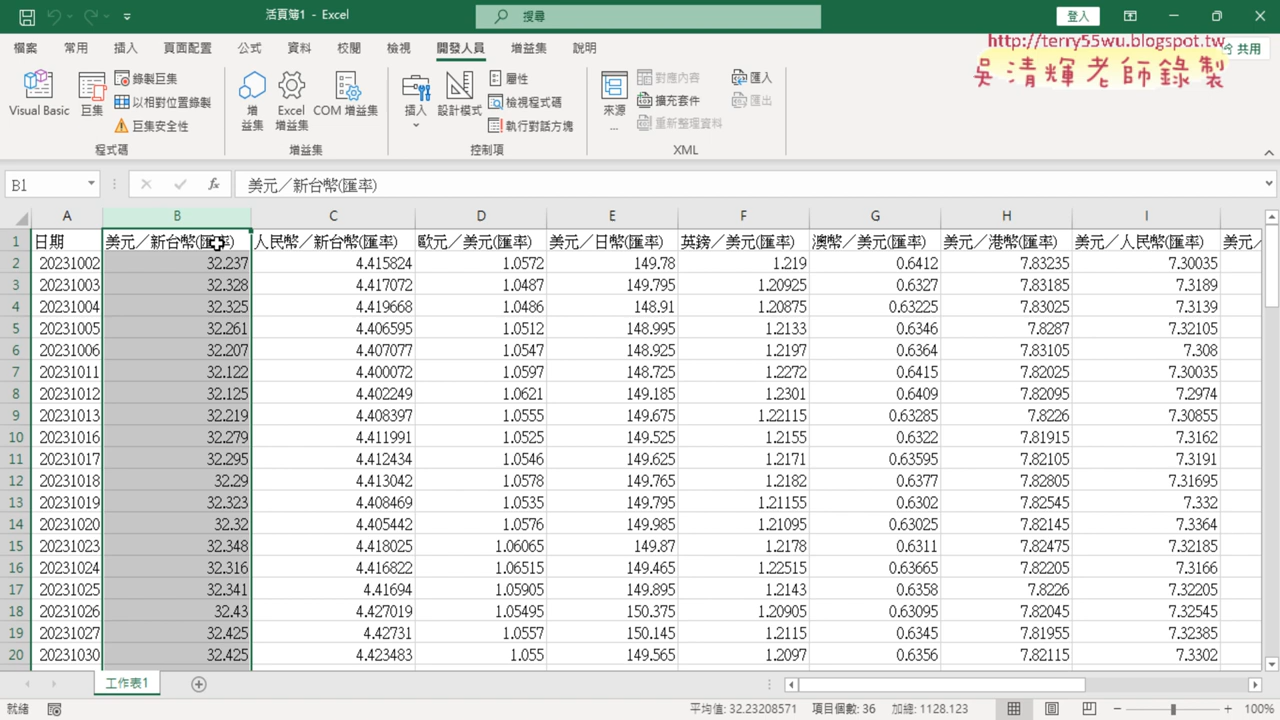 活頁簿1 - Excel
搜尋
登入
檔案 常用 插入 頁面配置 公式 資料 校閱 檢視 開發人員 增益集 說明
共用
http://terry55wu.blogspot.tw
吳清輝老師錄製
Visual Basic
巨集
錄製巨集
以相對位置錄製
巨集安全性
程式碼
增益集
Excel 增益集
COM 增益集
增益集
插入
設計模式
屬性
檢視程式碼
執行對話方塊
控制項
來源...
對應內容
擴充套件
重新整理資料
匯入
匯出
XML
B1
fx
美元／新台幣(匯率)
A B C D E F G H I
1 日期 美元／新台幣(匯率) 人民幣／新台幣(匯率) 歐元／美元(匯率) 美元／日幣(匯率) 英鎊／美元(匯率) 澳幣／美元(匯率) 美元／港幣(匯率) 美元／人民幣(匯率) 美元／
2 20231002 32.237 4.415824 1.0572 149.78 1.219 0.6412 7.83235 7.30035
3 20231003 32.328 4.417072 1.0487 149.795 1.20925 0.6327 7.83185 7.3189
4 20231004 32.325 4.419668 1.0486 148.91 1.20875 0.63225 7.83025 7.3139
5 20231005 32.261 4.406595 1.0512 148.995 1.2133 0.6346 7.8287 7.32105
6 20231006 32.207 4.407077 1.0547 148.925 1.2197 0.6364 7.83105 7.308
7 20231011 32.122 4.400072 1.0597 148.725 1.2272 0.6415 7.82025 7.30035
8 20231012 32.125 4.402249 1.0621 149.185 1.2301 0.6409 7.82095 7.2974
9 20231013 32.219 4.408397 1.0555 149.675 1.22115 0.63285 7.8226 7.30855
10 20231016 32.279 4.411991 1.0525 149.525 1.2155 0.6322 7.81915 7.3162
11 20231017 32.295 4.412434 1.0546 149.625 1.2171 0.63595 7.82105 7.3191
12 20231018 32.29 4.413042 1.0578 149.765 1.2182 0.6377 7.82805 7.31695
13 20231019 32.323 4.408469 1.0535 149.795 1.21155 0.6302 7.82545 7.332
14 20231020 32.32 4.405442 1.0576 149.985 1.21095 0.63025 7.82145 7.3364
15 20231023 32.348 4.418025 1.06065 149.87 1.2178 0.6311 7.82475 7.32185
16 20231024 32.316 4.416822 1.06515 149.465 1.22515 0.63665 7.82205 7.3166
17 20231025 32.341 4.41694 1.05905 149.895 1.2143 0.6358 7.8226 7.32205
18 20231026 32.43 4.427019 1.05495 150.375 1.20905 0.63095 7.82045 7.32545
19 20231027 32.425 4.42731 1.0557 150.145 1.2115 0.6345 7.81955 7.32385
20 20231030 32.425 4.423483 1.055 149.565 1.2097 0.6356 7.82115 7.3302
工作表1
就緒
平均值: 32.23208571 項目個數: 36 加總: 1128.123
100%